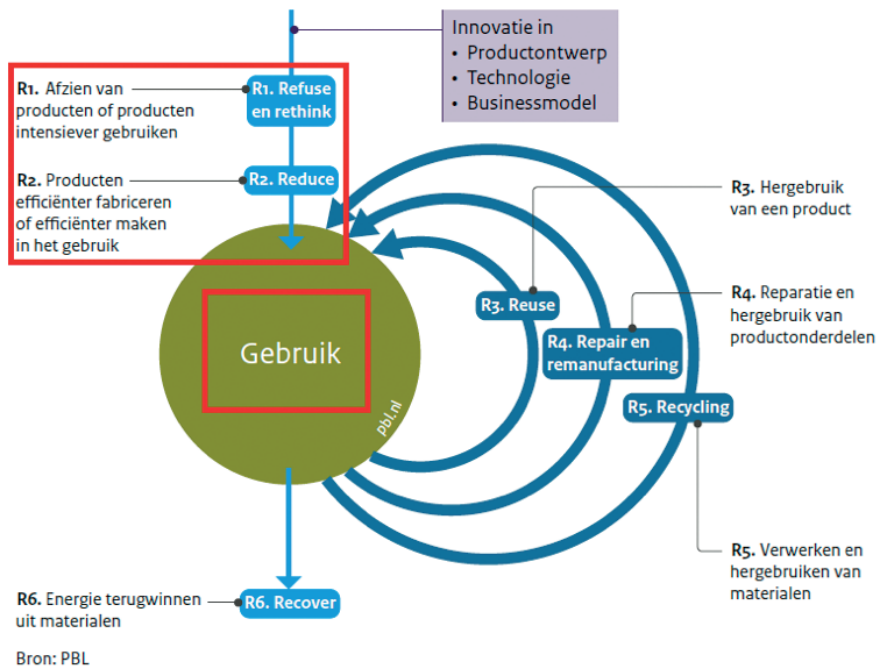 Innovatie in
• Productontwerp
• Technologie
• Businessmodel
R1. Afzien van
producten of producten
intensiever gebruiken
R1. Refuse
en rethink
R2. Producten
efficiënter fabriceren
of efficiënter maken
in het gebruik
R2. Reduce
R3. Hergebruik
van een product
R3. Reuse
R4. Reparatie en
hergebruik van
productonderdelen
R4. Repair en
remanufacturing
Gebruik
pbl.nl
R5. Recycling
R5. Verwerken en
hergebruiken van
materialen
R6. Energie terugwinnen
uit materialen
R6. Recover
Bron: PBL